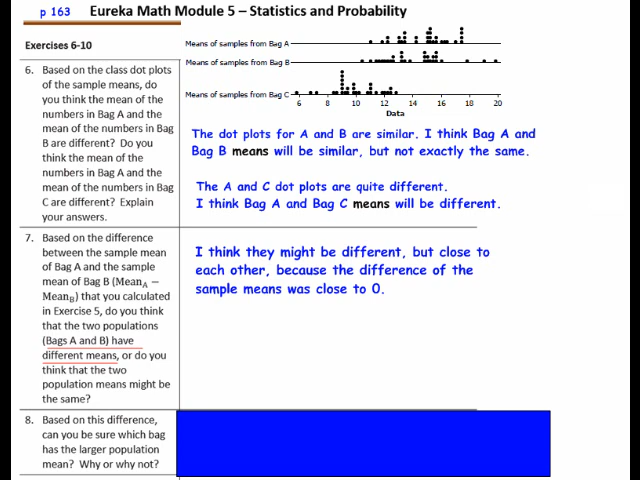 p 163 Eureka Math Module 5 – Statistics and Probability
Exercises 6-10
Means of samples from Bag A
Means of samples from Bag B
Means of samples from Bag C
6 8 10 12 14 16 18 20
Data
6. Based on the class dot plots
of the sample means, do
you think the mean of the
numbers in Bag A and the
mean of the numbers in Bag
B are different? Do you
think the mean of the
numbers in Bag A and the
mean of the numbers in Bag
C are different? Explain
your answers.
The dot plots for A and B are similar. I think Bag A and
Bag B means will be similar, but not exactly the same.
The A and C dot plots are quite different.
I think Bag A and Bag C means will be different.
7. Based on the difference
between the sample mean
of Bag A and the sample
mean of Bag B (Mean_A −
Mean_B) that you calculated
in Exercise 5, do you think
that the two populations
(Bags A and B) have
different means, or do you
think that the two
population means might be
the same?
I think they might be different, but close to
each other, because the difference of the
sample means was close to 0.
8. Based on this difference,
can you be sure which bag
has the larger population
mean? Why or why not?